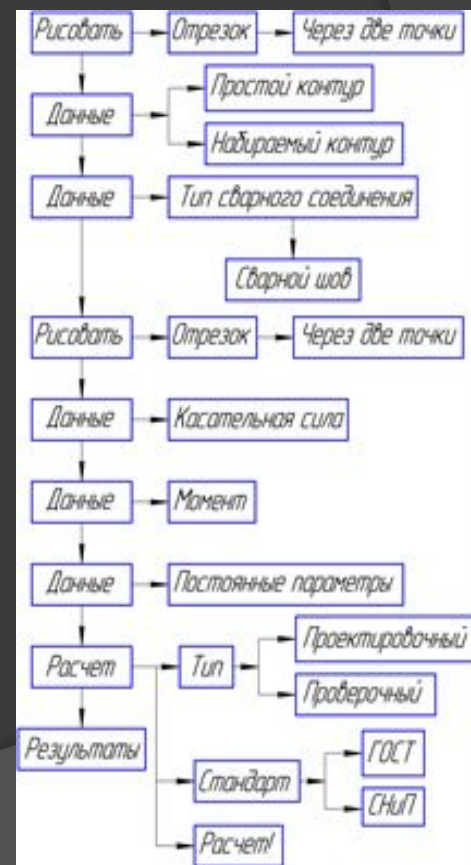 Рисовать Отрезок Через две точки
Простой контур
Данные
Набираемый контур
Данные Тип сварного соединения
Сварной шов
Рисовать Отрезок Через две точки
Данные Касательная сила
Данные Момент
Данные Постоянные параметры
Проектировочный
Расчет Тип
Проверочный
Результаты
ГОСТ
Стандарт
СНиП
Расчет!